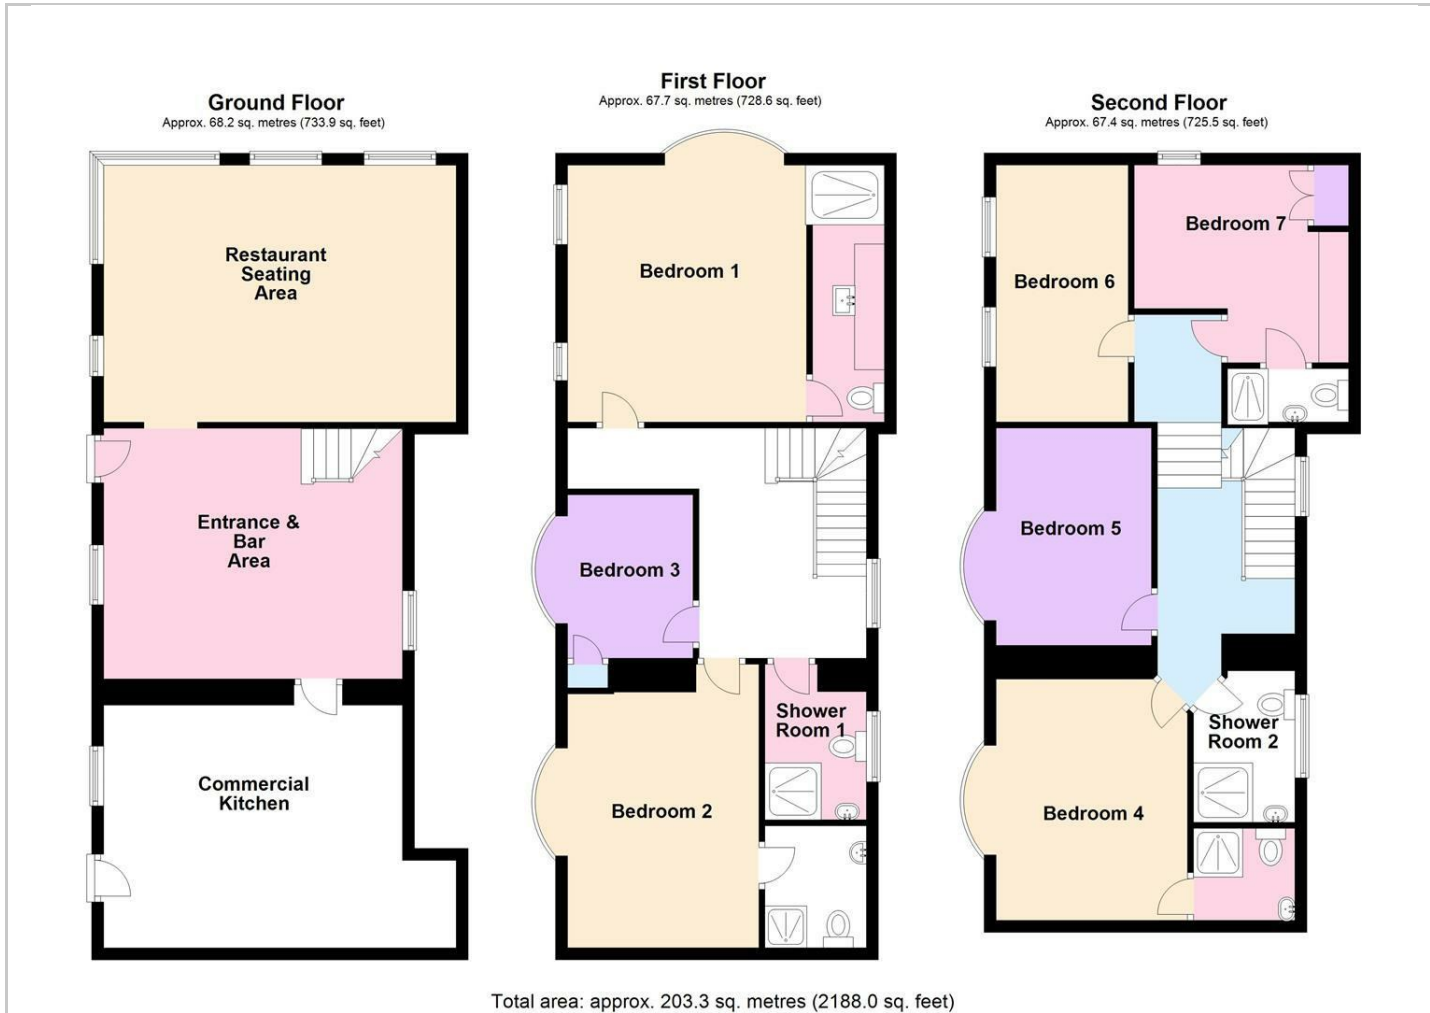 Ground Floor
Approx. 68.2 sq. metres (733.9 sq. feet)
Restaurant
Seating
Area
Entrance &
Bar
Area
Commercial
Kitchen
First Floor
Approx. 67.7 sq. metres (728.6 sq. feet)
Bedroom 1
Bedroom 3
Shower
Room 1
Bedroom 2
Second Floor
Approx. 67.4 sq. metres (725.5 sq. feet)
Bedroom 7
Bedroom 6
Bedroom 5
Shower
Room 2
Bedroom 4
Total area: approx. 203.3 sq. metres (2188.0 sq. feet)